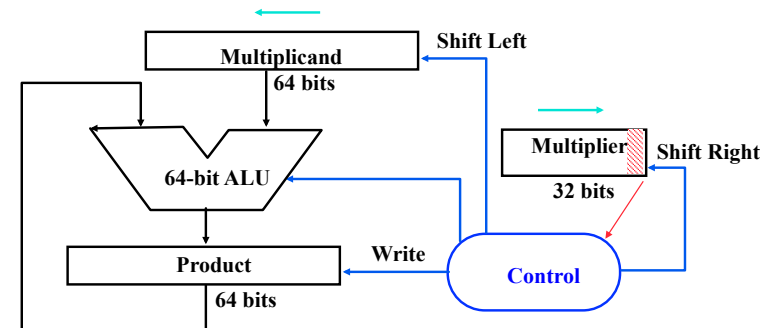 Shift Left
Multiplicand
64 bits
Multiplier
Shift Right
64-bit ALU
32 bits
Write
Product
Control
64 bits